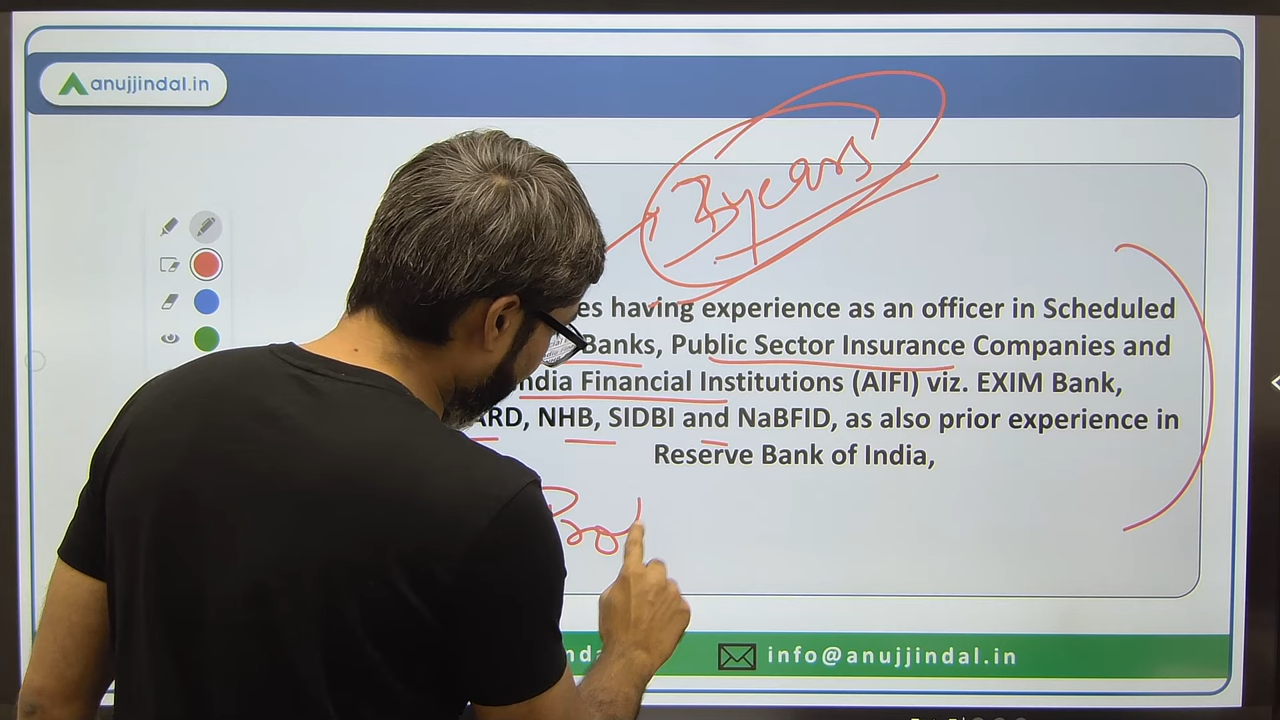 anujjindal.in
3 years
es having experience as an officer in Scheduled
Banks, Public Sector Insurance Companies and
ndia Financial Institutions (AIFI) viz. EXIM Bank,
ARD, NHB, SIDBI and NaBFID, as also prior experience in
Reserve Bank of India,
info@anujjindal.in